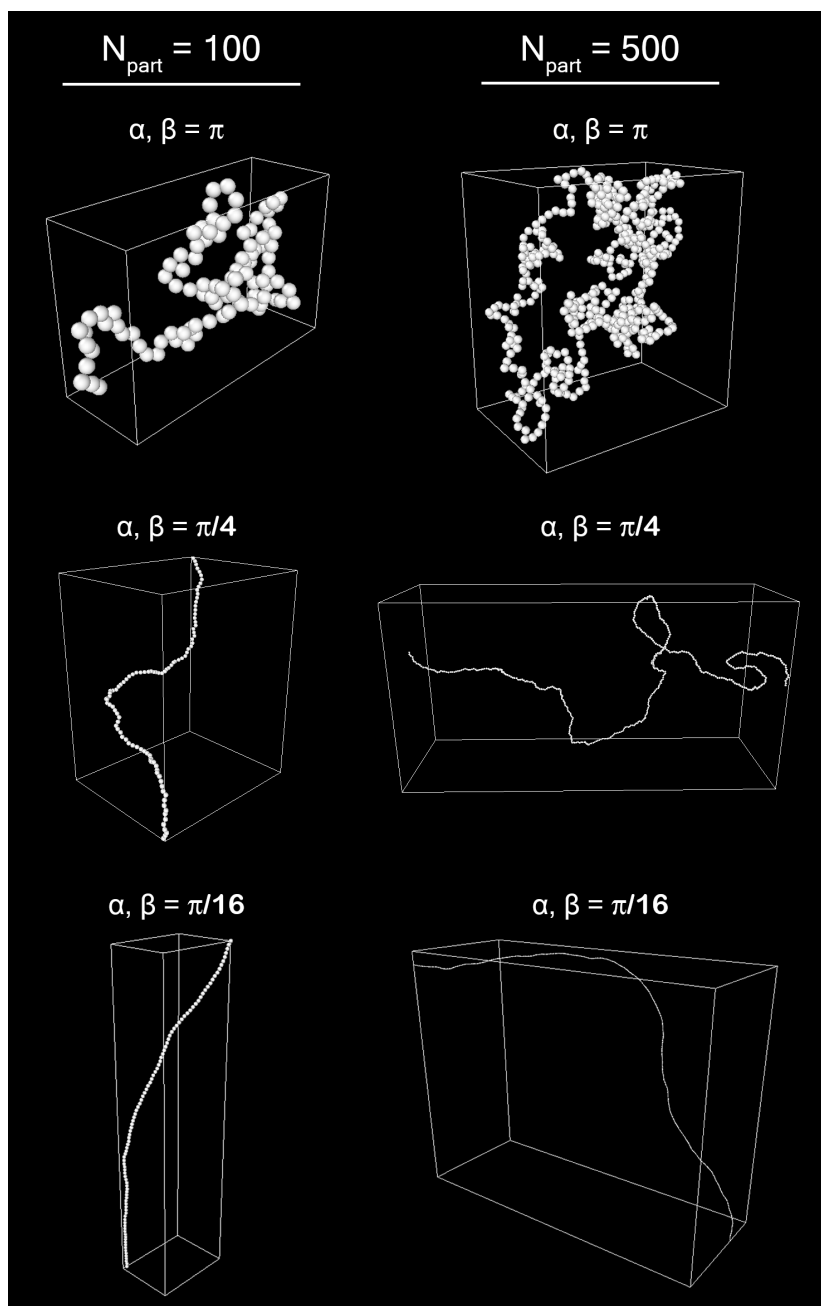 N_part = 100
N_part = 500
α, β = π
α, β = π
α, β = π/4
α, β = π/4
α, β = π/16
α, β = π/16